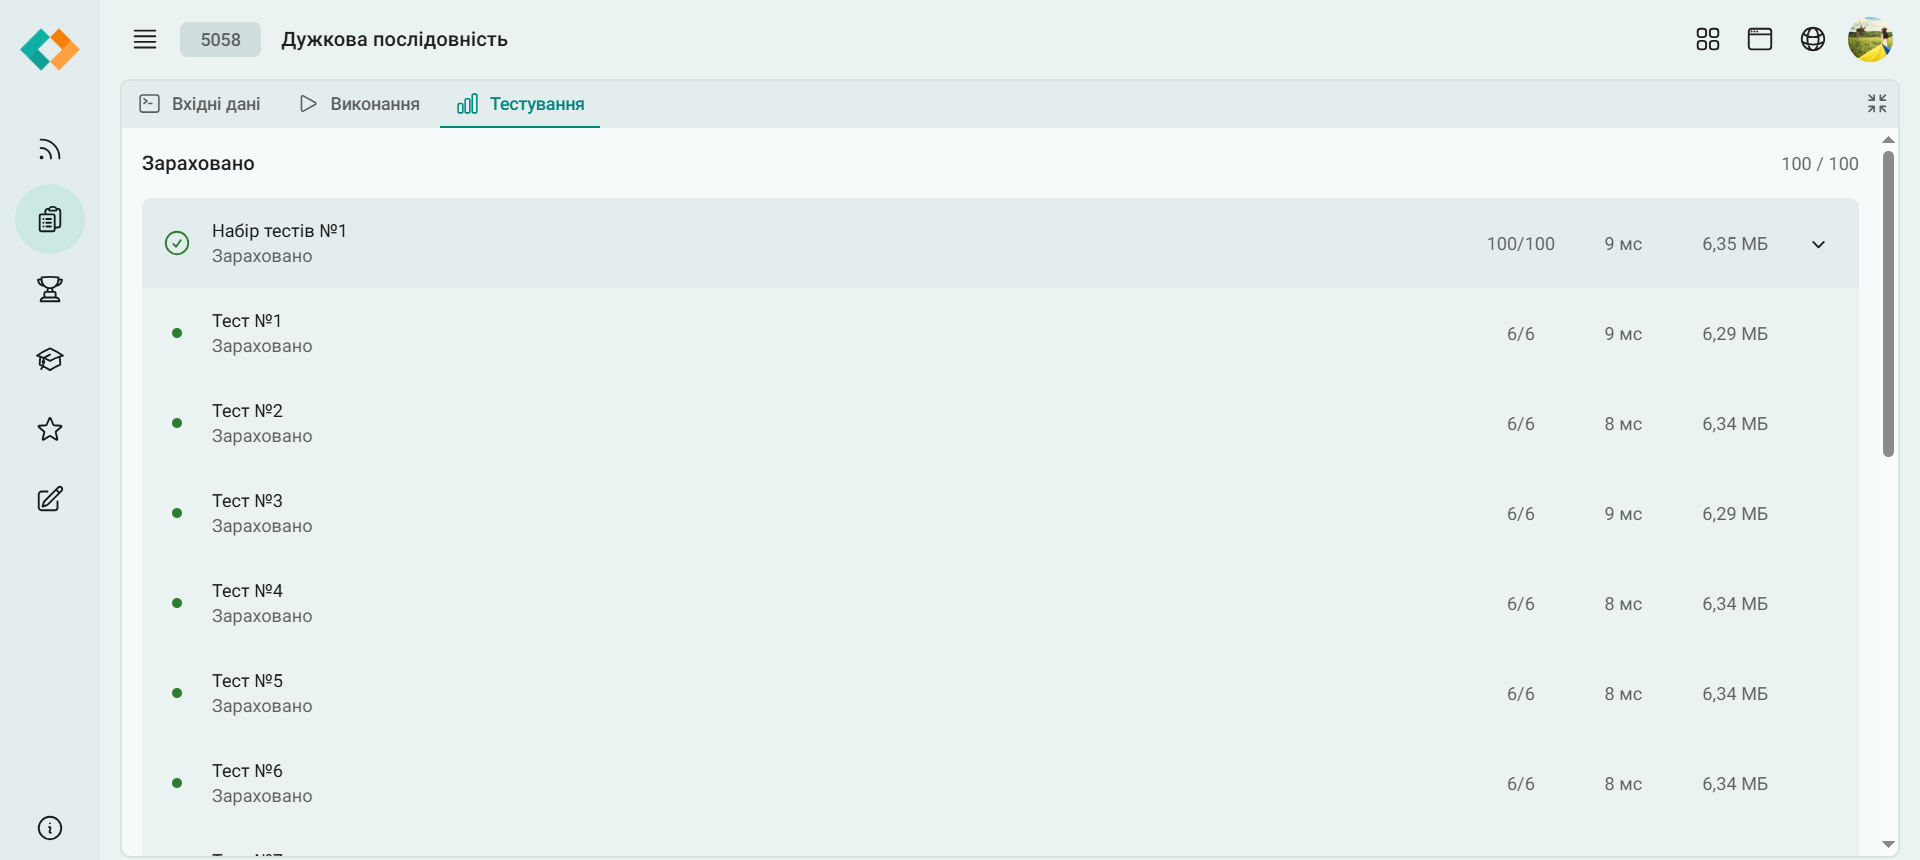 5058 Дужкова послідовність
Вхідні дані Виконання Тестування
Зараховано 100 / 100
Набір тестів №1
Зараховано
100/100 9 мс 6,35 МБ
Тест №1
Зараховано
6/6 9 мс 6,29 МБ
Тест №2
Зараховано
6/6 8 мс 6,34 МБ
Тест №3
Зараховано
6/6 9 мс 6,29 МБ
Тест №4
Зараховано
6/6 8 мс 6,34 МБ
Тест №5
Зараховано
6/6 8 мс 6,34 МБ
Тест №6
Зараховано
6/6 8 мс 6,34 МБ